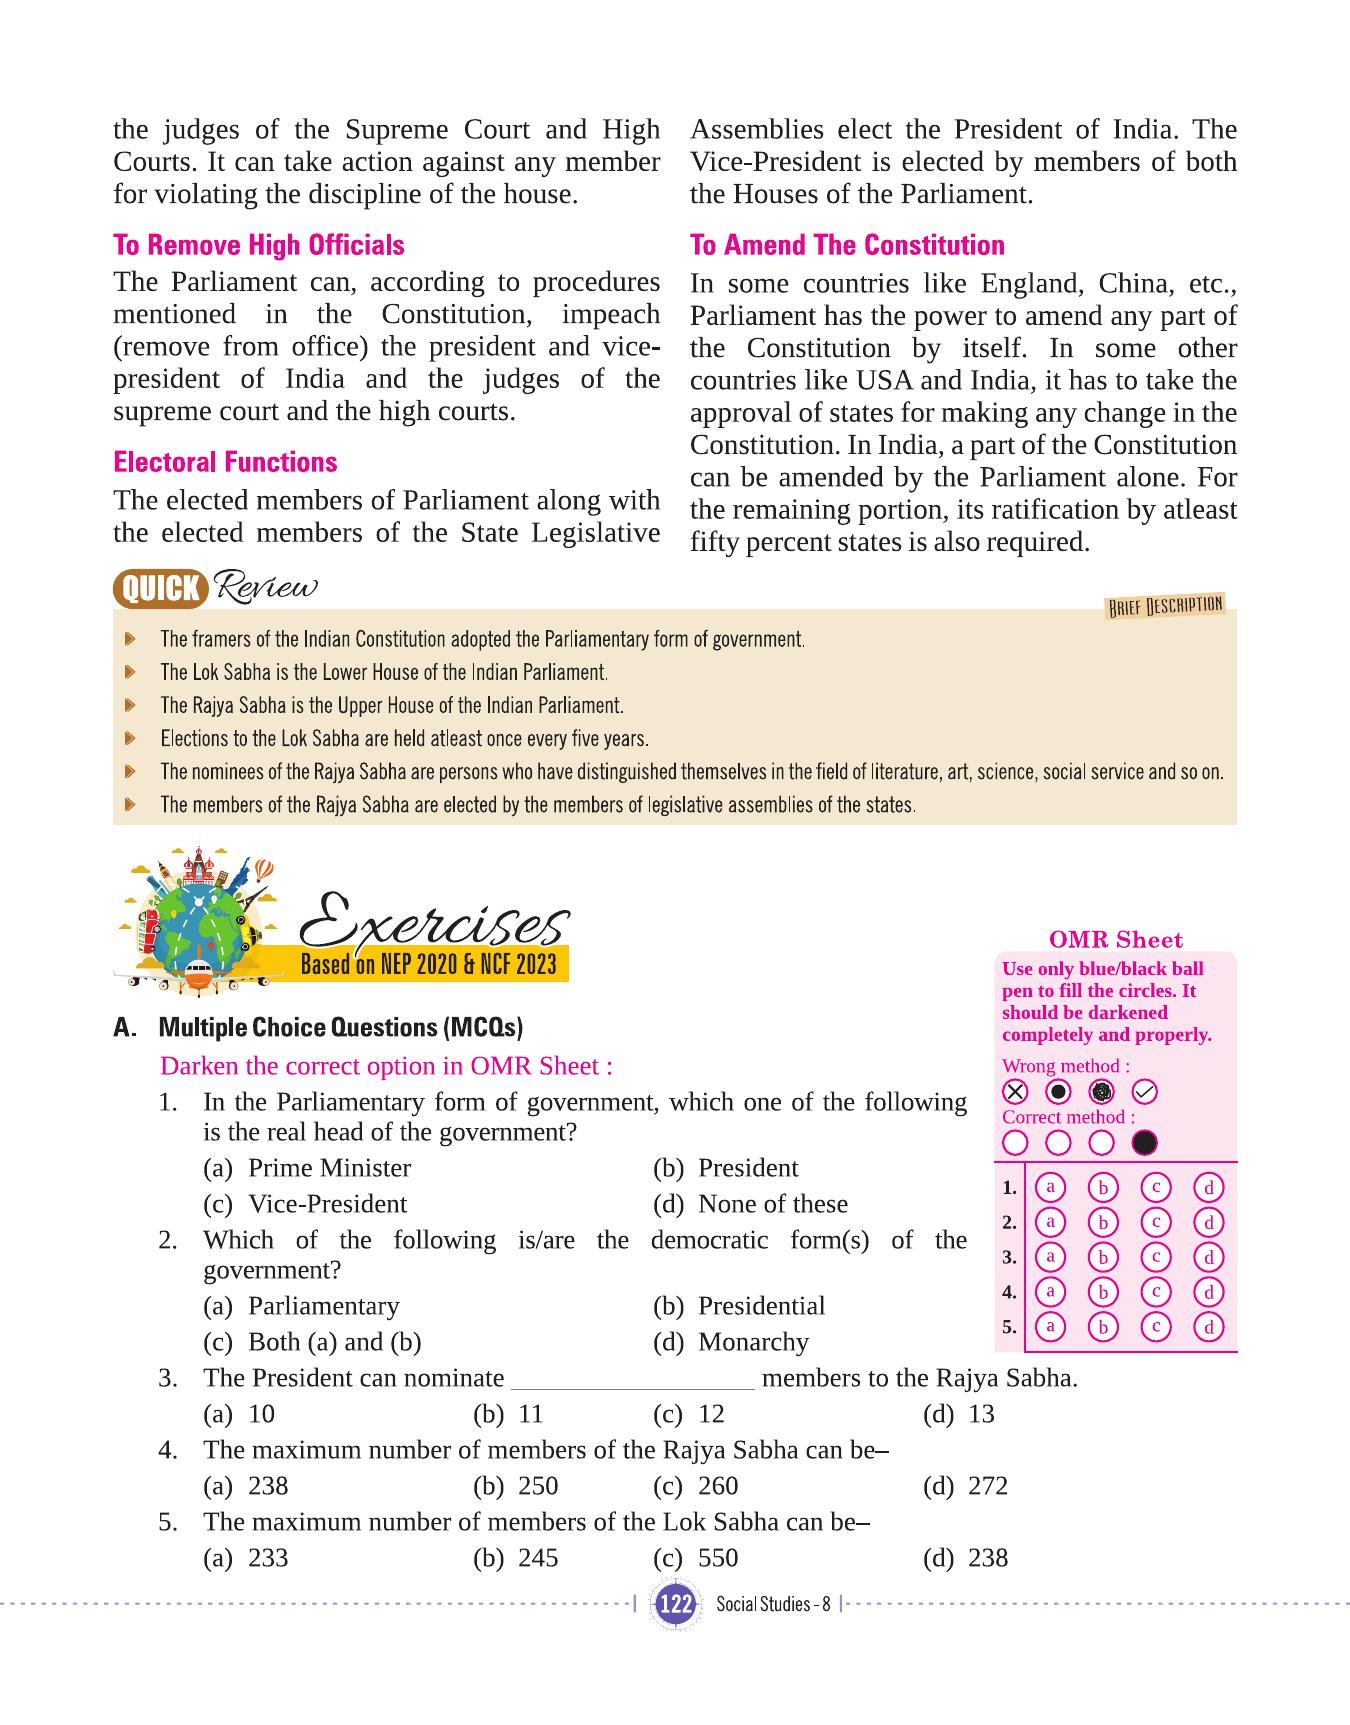 the judges of the Supreme Court and High
Courts. It can take action against any member
for violating the discipline of the house.
To Remove High Officials
The Parliament can, according to procedures
mentioned in the Constitution, impeach
(remove from office) the president and vice-
president of India and the judges of the
supreme court and the high courts.
Electoral Functions
The elected members of Parliament along with
the elected members of the State Legislative
Assemblies elect the President of India. The
Vice-President is elected by members of both
the Houses of the Parliament.
To Amend The Constitution
In some countries like England, China, etc.,
Parliament has the power to amend any part of
the Constitution by itself. In some other
countries like USA and India, it has to take the
approval of states for making any change in the
Constitution. In India, a part of the Constitution
can be amended by the Parliament alone. For
the remaining portion, its ratification by atleast
fifty percent states is also required.
QUICK Review
BRIEF DESCRIPTION
The framers of the Indian Constitution adopted the Parliamentary form of government.
The Lok Sabha is the Lower House of the Indian Parliament.
The Rajya Sabha is the Upper House of the Indian Parliament.
Elections to the Lok Sabha are held atleast once every five years.
The nominees of the Rajya Sabha are persons who have distinguished themselves in the field of literature, art, science, social service and so on.
The members of the Rajya Sabha are elected by the members of legislative assemblies of the states.
Exercises
Based on NEP 2020 & NCF 2023
A. Multiple Choice Questions (MCQs)
Darken the correct option in OMR Sheet :
1. In the Parliamentary form of government, which one of the following
is the real head of the government?
(a) Prime Minister (b) President
(c) Vice-President (d) None of these
2. Which of the following is/are the democratic form(s) of the
government?
(a) Parliamentary (b) Presidential
(c) Both (a) and (b) (d) Monarchy
3. The President can nominate __________________ members to the Rajya Sabha.
(a) 10 (b) 11 (c) 12 (d) 13
4. The maximum number of members of the Rajya Sabha can be–
(a) 238 (b) 250 (c) 260 (d) 272
5. The maximum number of members of the Lok Sabha can be–
(a) 233 (b) 245 (c) 550 (d) 238
OMR Sheet
Use only blue/black ball
pen to fill the circles. It
should be darkened
completely and properly.
Wrong method :
Correct method :
1. a b c d
2. a b c d
3. a b c d
4. a b c d
5. a b c d
122 Social Studies - 8